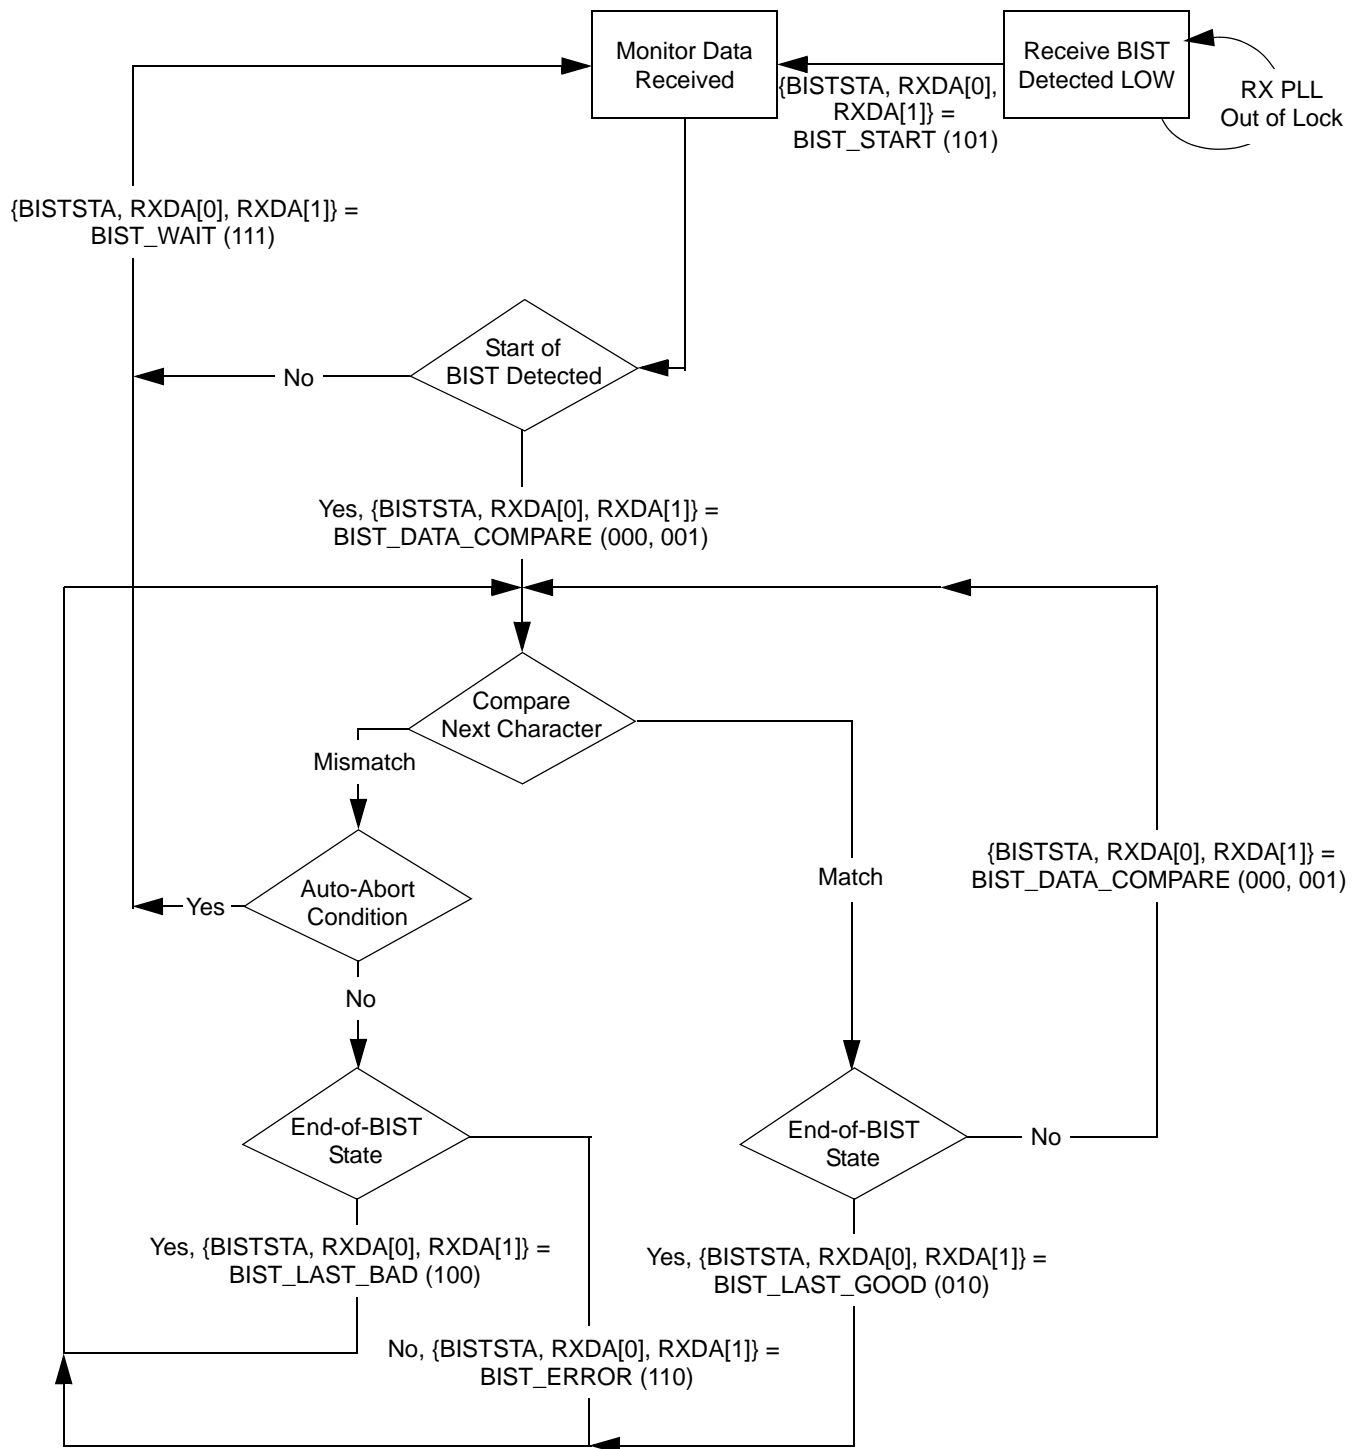 Monitor Data
Received
Receive BIST
Detected LOW
RX PLL
Out of Lock
{BISTSTA, RXDA[0],
RXDA[1]} =
BIST_START (101)
{BISTSTA, RXDA[0], RXDA[1]} =
BIST_WAIT (111)
Start of
BIST Detected
No
Yes, {BISTSTA, RXDA[0], RXDA[1]} =
BIST_DATA_COMPARE (000, 001)
Compare
Next Character
Mismatch
Match
{BISTSTA, RXDA[0], RXDA[1]} =
BIST_DATA_COMPARE (000, 001)
Auto-Abort
Condition
Yes
No
End-of-BIST
State
End-of-BIST
State
No
Yes, {BISTSTA, RXDA[0], RXDA[1]} =
BIST_LAST_BAD (100)
Yes, {BISTSTA, RXDA[0], RXDA[1]} =
BIST_LAST_GOOD (010)
No, {BISTSTA, RXDA[0], RXDA[1]} =
BIST_ERROR (110)